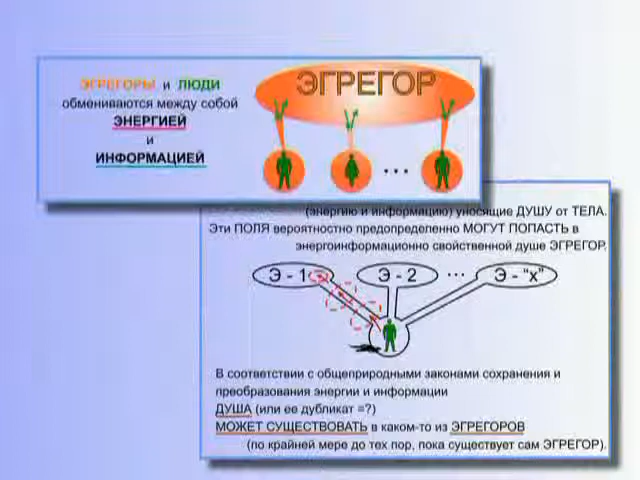 ЭГРЕГОРЫ и ЛЮДИ
обмениваются между собой
ЭНЕРГИЕЙ
и
ИНФОРМАЦИЕЙ
ЭГРЕГОР
...
(энергию и информацию) уносящие ДУШУ от ТЕЛА.
Эти ПОЛЯ вероятностно предопределенно МОГУТ ПОПАСТЬ в
энергоинформационно свойственной душе ЭГРЕГОР.
Э - 1 Э - 2 ... Э - "х"
В соответствии с общеприродными законами сохранения и
преобразования энергии и информации
ДУША (или ее дубликат =?)
МОЖЕТ СУЩЕСТВОВАТЬ в каком-то из ЭГРЕГОРОВ
(по крайней мере до тех пор, пока существует сам ЭГРЕГОР).